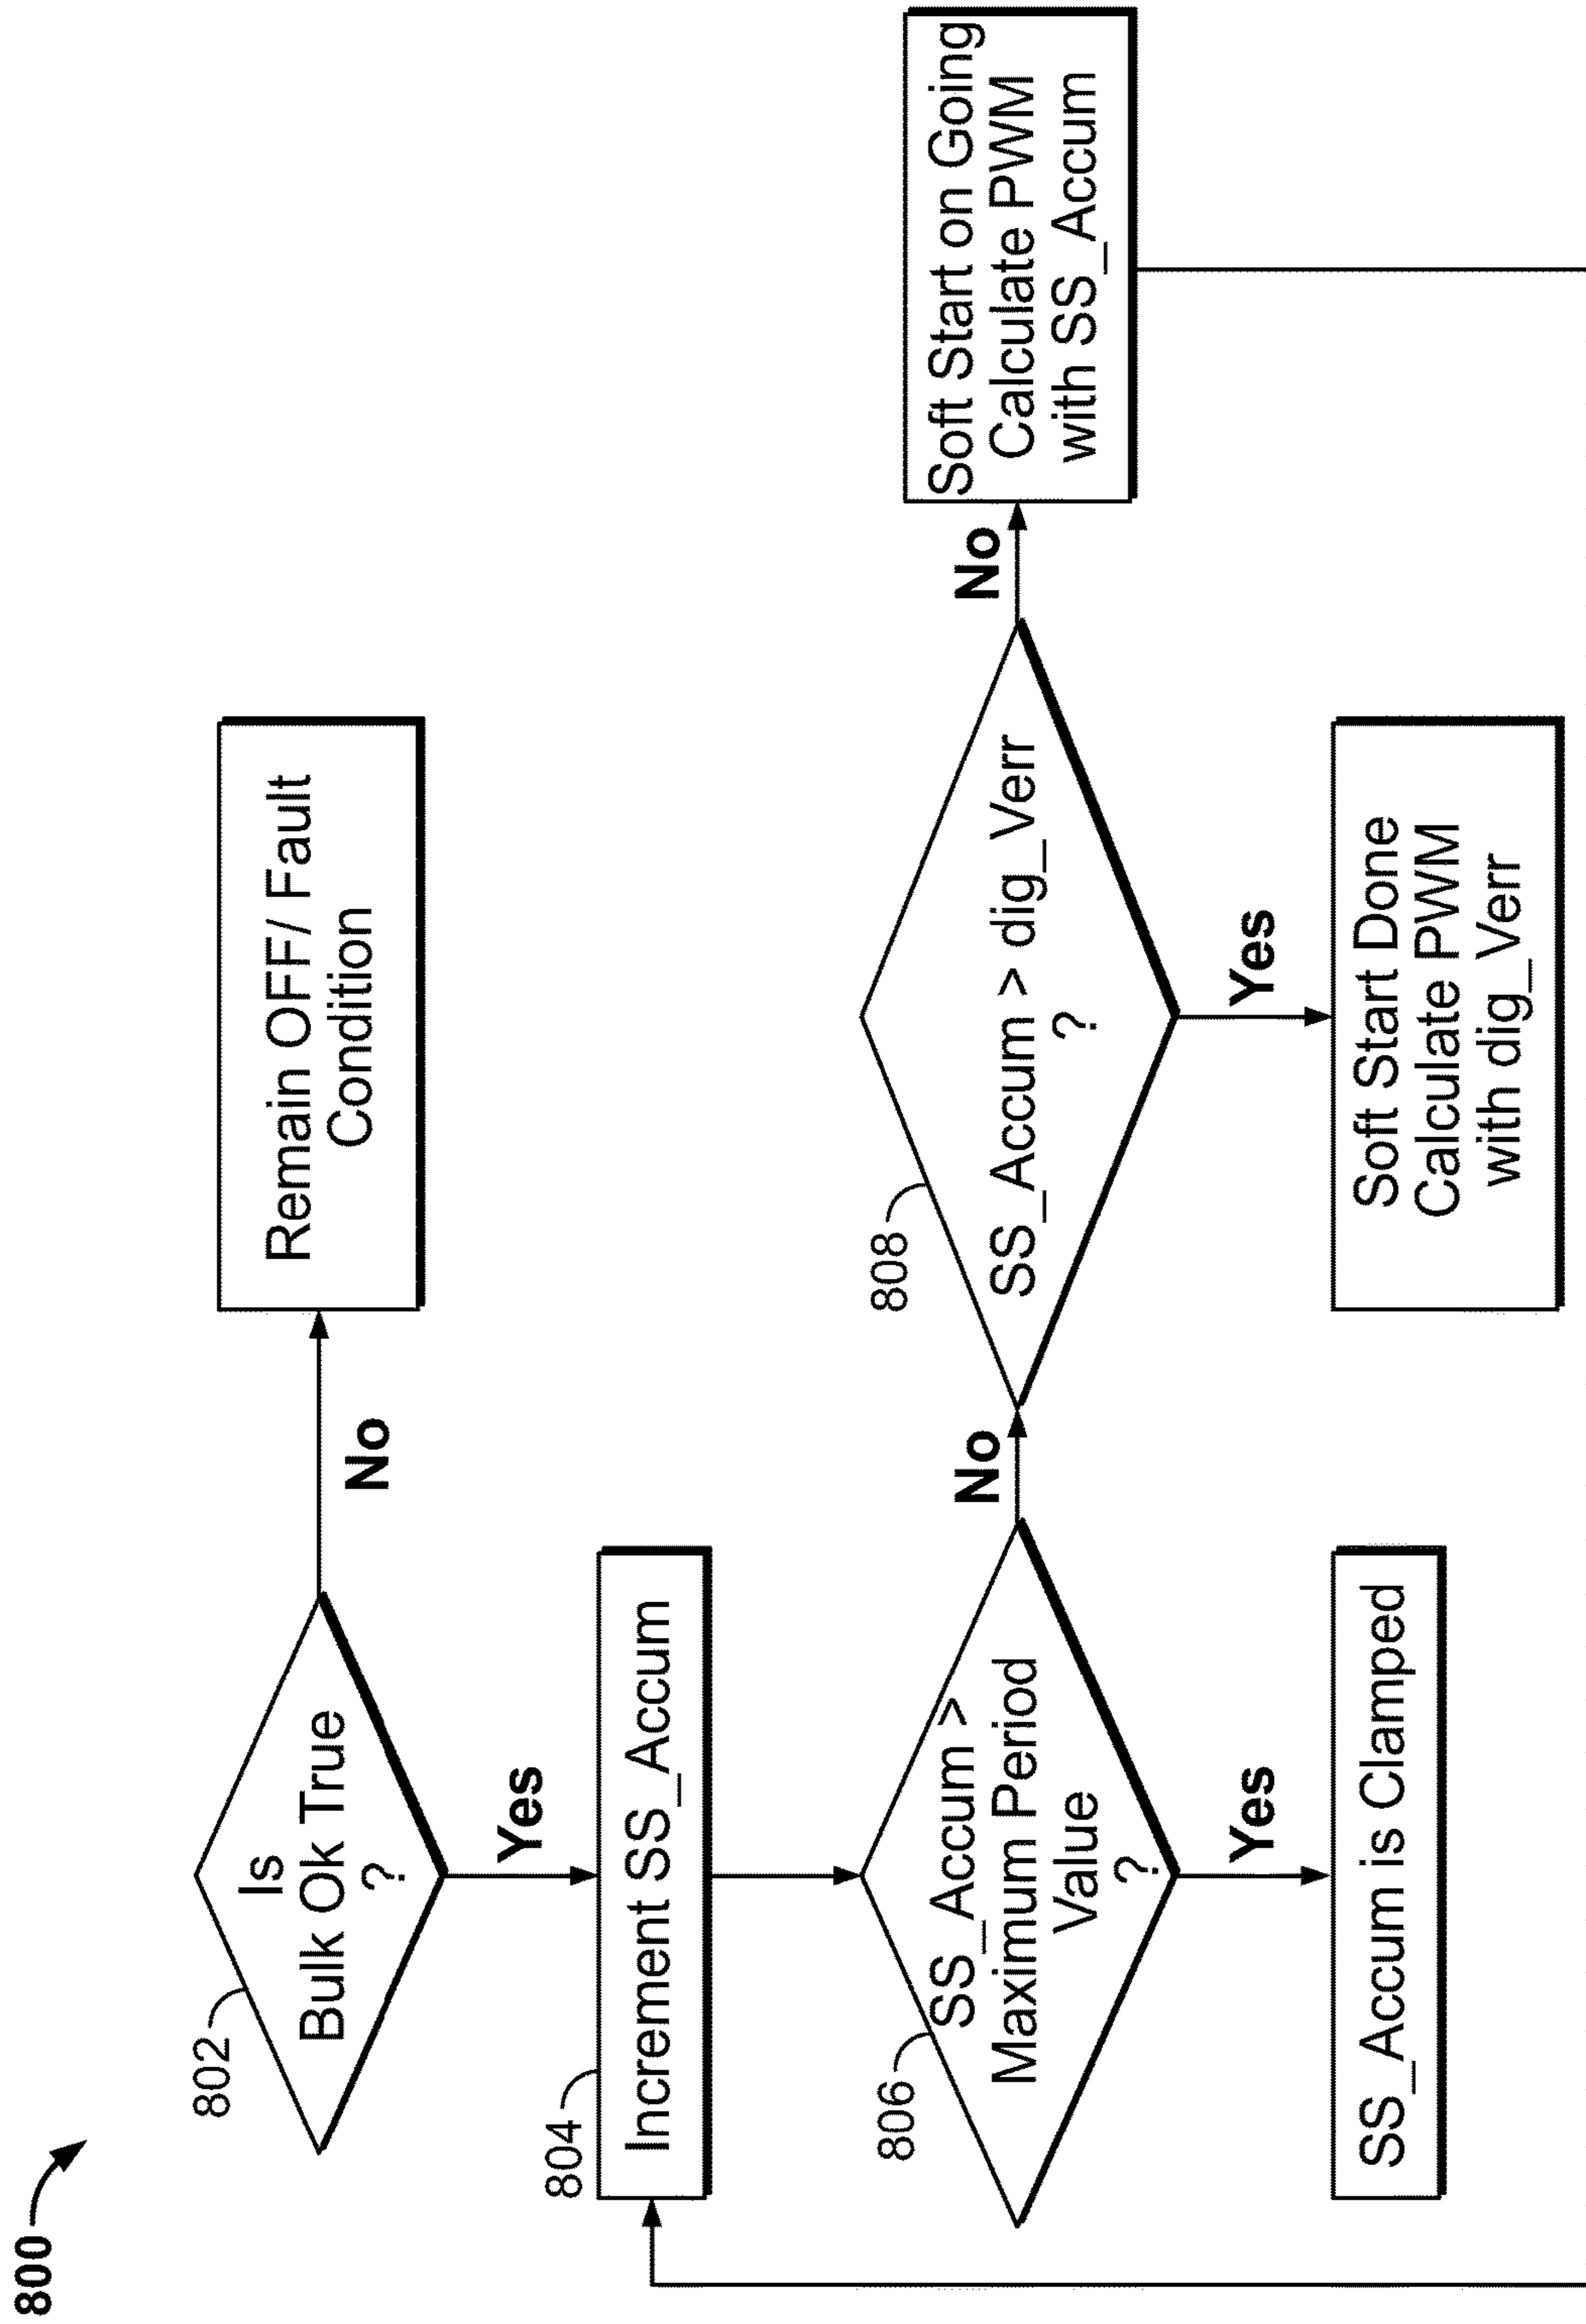 800
802
Is
Bulk Ok True
?
No
Remain OFF/ Fault
Condition
Yes
804
Increment SS_Accum
806
SS_Accum >
Maximum Period
Value
?
No
808
SS_Accum > dig_Verr
?
No
Soft Start on Going
Calculate PWM
with SS_Accum
Yes
SS_Accum is Clamped
Yes
Soft Start Done
Calculate PWM
with dig_Verr